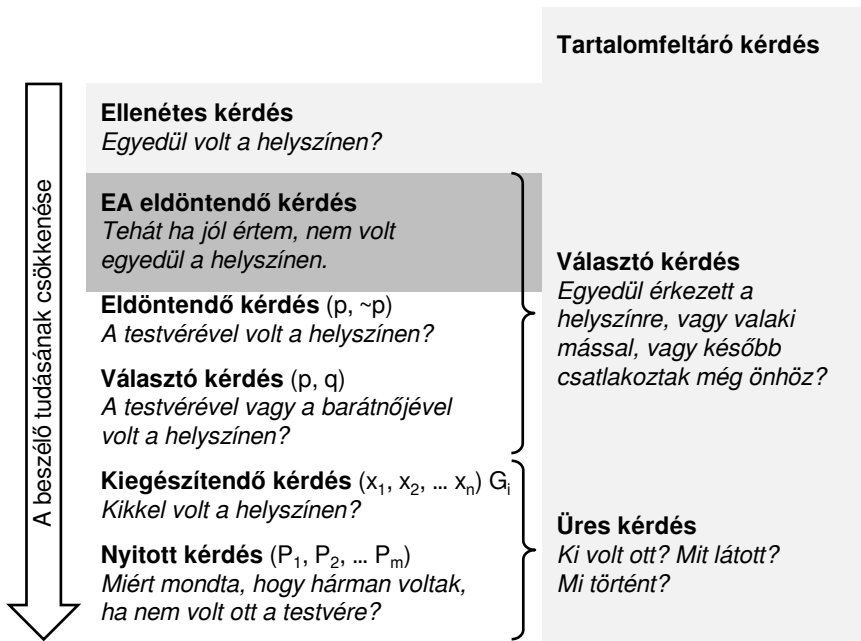 Tartalomfeltáró kérdés
A beszélő tudásának csökkenése
Ellenétes kérdés
Egyedül volt a helyszínen?
EA eldöntendő kérdés
Tehát ha jól értem, nem volt
egyedül a helyszínen.
Eldöntendő kérdés (p, ~p)
A testvérével volt a helyszínen?
Választó kérdés (p, q)
A testvérével vagy a barátnőjével
volt a helyszínen?
Választó kérdés
Egyedül érkezett a
helyszínre, vagy valaki
mással, vagy később
csatlakoztak még önhöz?
Kiegészítendő kérdés (x₁, x₂, ... xₙ) Gᵢ
Kikkel volt a helyszínen?
Nyitott kérdés (P₁, P₂, ... Pₘ)
Miért mondta, hogy hárman voltak,
ha nem volt ott a testvére?
Üres kérdés
Ki volt ott? Mit látott?
Mi történt?